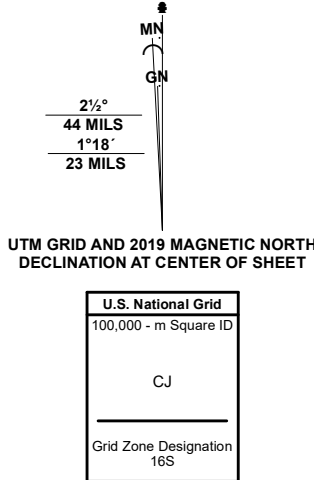 MN
GN
2½°
44 MILS
1°18´
23 MILS
UTM GRID AND 2019 MAGNETIC NORTH
DECLINATION AT CENTER OF SHEET
U.S. National Grid
100,000 - m Square ID
CJ
Grid Zone Designation
16S